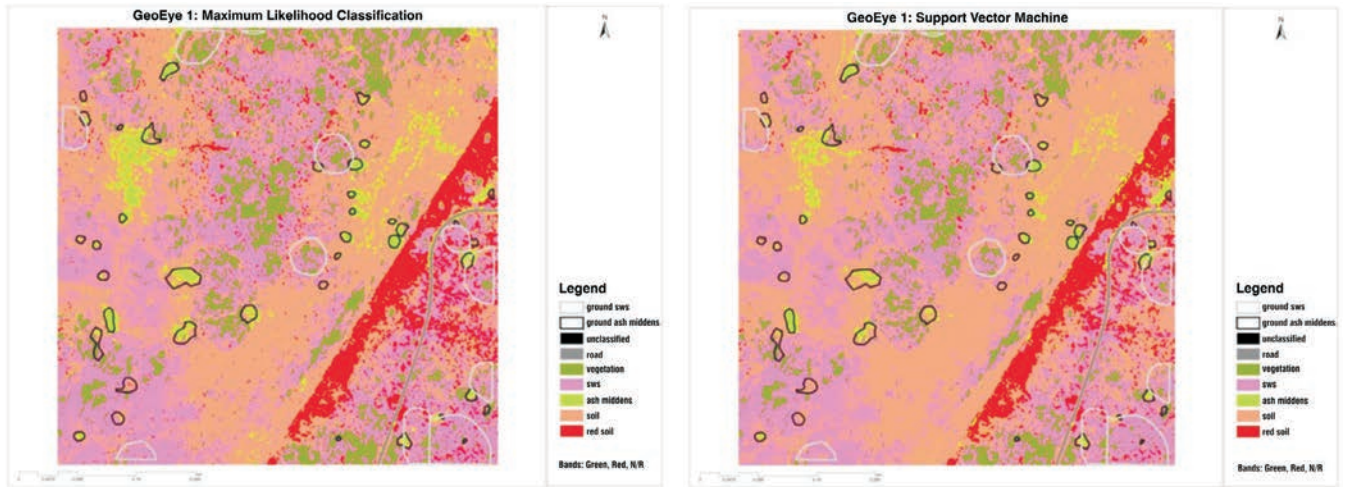 GeoEye 1: Maximum Likelihood Classification
N
Legend
ground sws
ground ash middens
unclassified
road
vegetation
sws
ash middens
soil
red soil
Bands: Green, Red, N/R
GeoEye 1: Support Vector Machine
N
Legend
ground sws
ground ash middens
unclassified
road
vegetation
sws
ash middens
soil
red soil
Bands: Green, Red, N/R